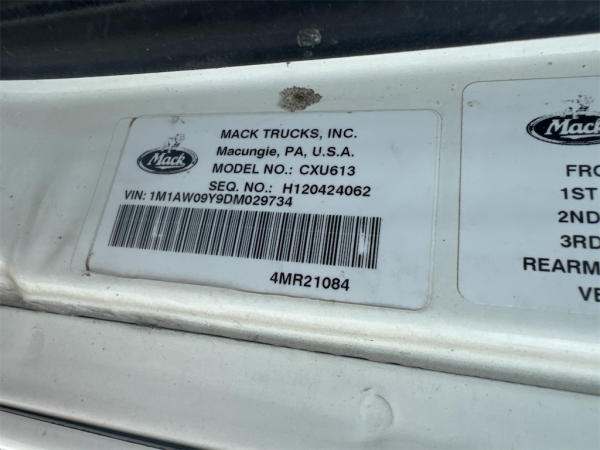 Mack
MACK TRUCKS, INC.
Macungie, PA, U.S.A.
MODEL NO.: CXU613
SEQ. NO.: H120424062
VIN: 1M1AW09Y9DM029734
4MR21084
Mack
FRO
1ST
2ND
3RD
REARM
VE